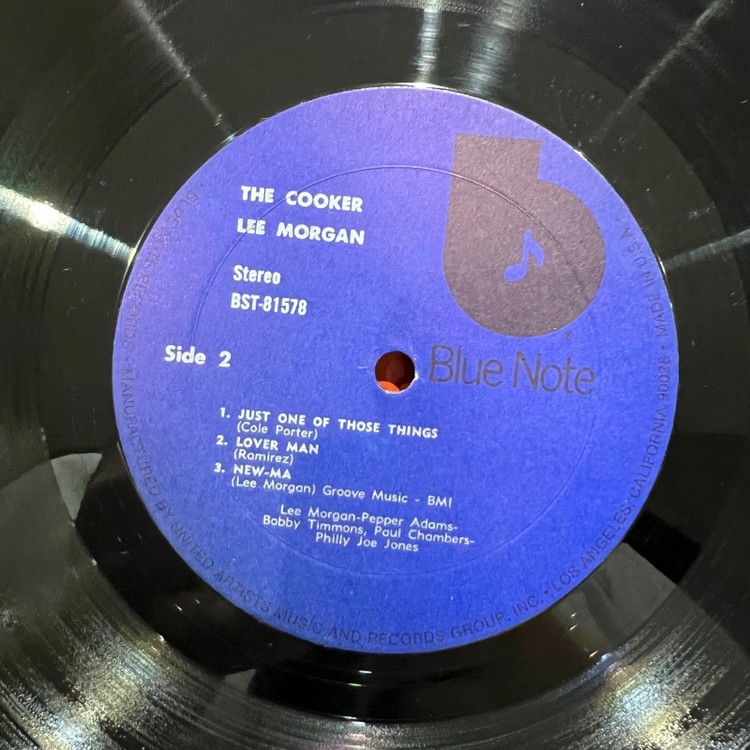 THE COOKER
LEE MORGAN
Stereo
BST-81578
Side 2
Blue Note
1. JUST ONE OF THOSE THINGS
(Cole Porter)
2. LOVER MAN
(Ramirez)
3. NEW-MA
(Lee Morgan) Groove Music - BMI
Lee Morgan-Pepper Adams-
Bobby Timmons, Paul Chambers-
Philly Joe Jones
BLUE NOTE RECORDS • MANUFACTURED BY UNITED ARTISTS MUSIC AND RECORDS GROUP, INC. • LOS ANGELES, CALIFORNIA 90028 • MADE IN U.S.A. •